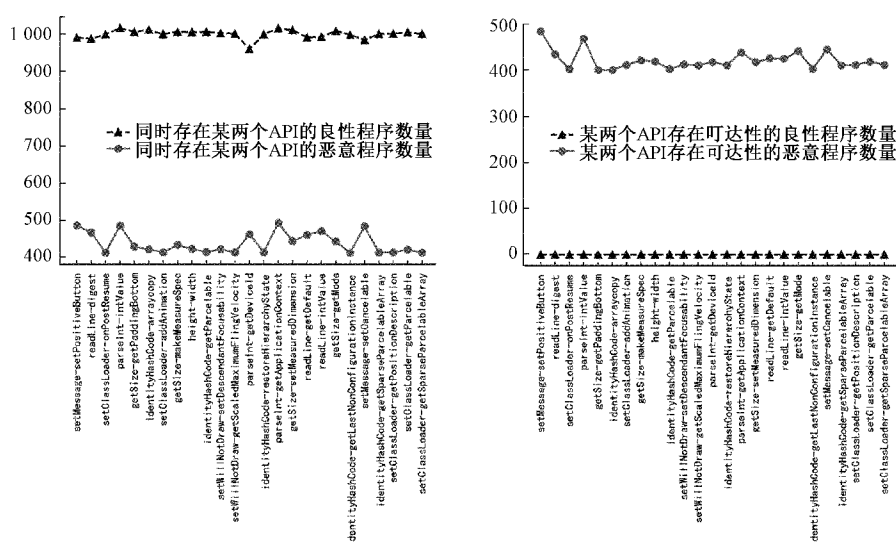 1 000
900
800
700
600
500
400
同时存在某两个API的良性程序数量
同时存在某两个API的恶意程序数量
setMessage-setPositiveButton
readLine-digest
setClassLoader-onPostResume
parseint-intValue
getSize-getPaddingBottom
identityHashCode-arraycopy
setClassLoader-addAnimation
getSize-makeMeasureSpec
height-width
identityHashCode-getParcelable
setWillNotDraw-setDescendantFocusability
setWillNotDraw-getScaledMaximumFlingVelocity
parseint-getDeviceId
identityHashCode-restoreHierarchyState
parseInt-getApplicationContext
getSize-setMeasuredDimension
readLine-getDefault
readLine-intValue
getSize-getMode
dentityHashCode-getLastNonConfigurationInstance
setMessage-setCancelable
identityHashCode-getSparseParcelableArray
setClassLoader-getPositionDescription
setClassLoader-getParcelable
setClassLoader-getSparseParcelableArray
500
400
300
200
100
0
某两个API存在可达性的良性程序数量
某两个API存在可达性的恶意程序数量
setMessage-setPositiveButton
readLine-digest
setClassLoader-onPostResume
parseint-intValue
getSize-getPaddingBottom
identityHashCode-arraycopy
setClassLoader-addAnimation
getSize-makeMeasureSpec
height-width
identityHashCode-getParcelable
setWillNotDraw-setDescendantFocusability
setWillNotDraw-getScaledMaximumFlingVelocity
parseint-getDeviceId
identityHashCode-restoreHierarchyState
parseint-getApplicationContext
getSize-setMeasuredDimension
readLine-getDefault
readLine-intValue
getSize-getMode
dentityHashCode-getLastNonConfigurationInstance
setMessage-setCancelable
identityHashCode-getSparseParcelableArray
setClassLoader-getPositionDescription
setClassLoader-getParcelable
setClassLoader-getSparseParcelableArray